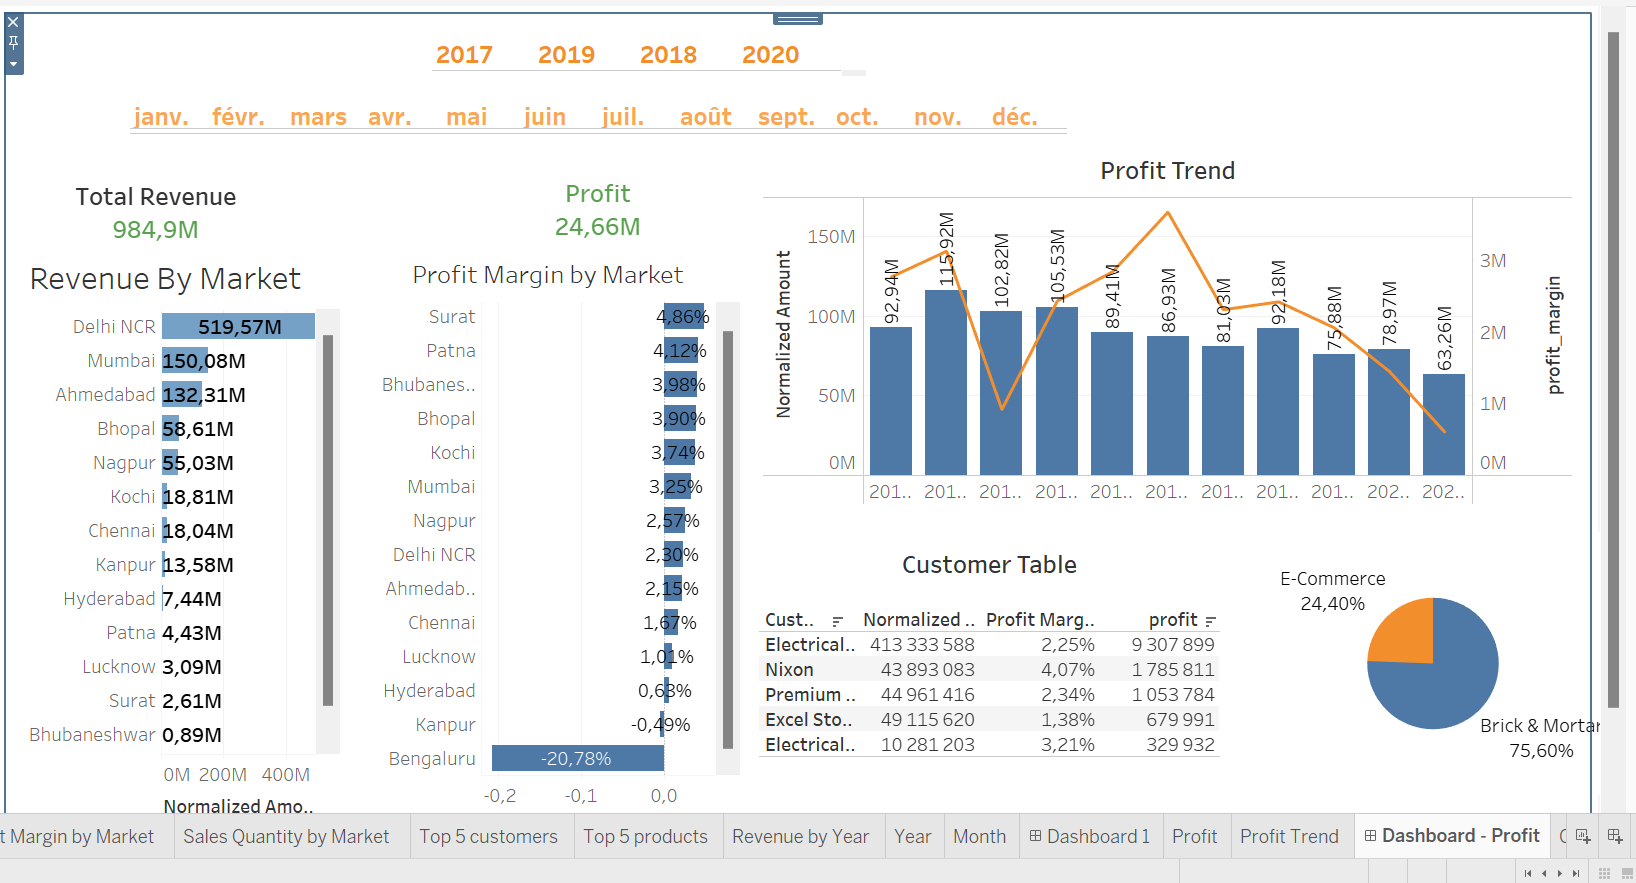 2017 2019 2018 2020
janv. févr. mars avr. mai juin juil. août sept. oct. nov. déc.
Total Revenue
984,9M
Profit
24,66M
Revenue By Market
Delhi NCR 519,57M
Mumbai 150,08M
Ahmedabad 132,31M
Bhopal 58,61M
Nagpur 55,03M
Kochi 18,81M
Chennai 18,04M
Kanpur 13,58M
Hyderabad 7,44M
Patna 4,43M
Lucknow 3,09M
Surat 2,61M
Bhubaneshwar 0,89M
0M 200M 400M
Normalized Amo..
Profit Margin by Market
Surat 4,86%
Patna 4,12%
Bhubanes.. 3,98%
Bhopal 3,90%
Kochi 3,74%
Mumbai 3,25%
Nagpur 2,57%
Delhi NCR 2,30%
Ahmedab.. 2,15%
Chennai 1,67%
Lucknow 1,01%
Hyderabad 0,63%
Kanpur -0,49%
Bengaluru -20,78%
-0,2 -0,1 0,0
Profit Trend
Normalized Amount
150M
100M
50M
0M
92,94M 115,92M 102,82M 105,53M 89,41M 86,93M 81,03M 92,18M 75,88M 78,97M 63,26M
3M
2M
1M
0M
profit_margin
201.. 201.. 201.. 201.. 201.. 201.. 201.. 201.. 201.. 202.. 202..
Customer Table
Cust.. Normalized .. Profit Marg.. profit
Electrical.. 413 333 588 2,25% 9 307 899
Nixon 43 893 083 4,07% 1 785 811
Premium .. 44 961 416 2,34% 1 053 784
Excel Sto.. 49 115 620 1,38% 679 991
Electrical.. 10 281 203 3,21% 329 932
E-Commerce
24,40%
Brick & Mortar
75,60%
t Margin by Market Sales Quantity by Market Top 5 customers Top 5 products Revenue by Year Year Month Dashboard 1 Profit Profit Trend Dashboard - Profit